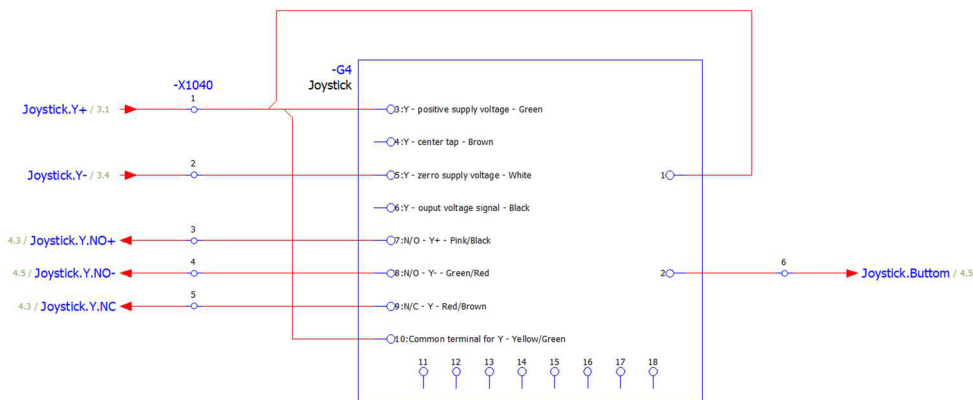 -G4
-X1040
Joystick
1
Joystick.Y+ / 3.1
3:Y - positive supply voltage - Green
4:Y - center tap - Brown
2
Joystick.Y- / 3.4
5:Y - zerro supply voltage - White
1
6:Y - ouput voltage signal - Black
3
4.3 / Joystick.Y.NO+
7:N/O - Y+ - Pink/Black
4
4.5 / Joystick.Y.NO-
8:N/O - Y- - Green/Red
2
6
Joystick.Buttom / 4.5
5
4.3 / Joystick.Y.NC
9:N/C - Y - Red/Brown
10:Common terminal for Y - Yellow/Green
11 12 13 14 15 16 17 18